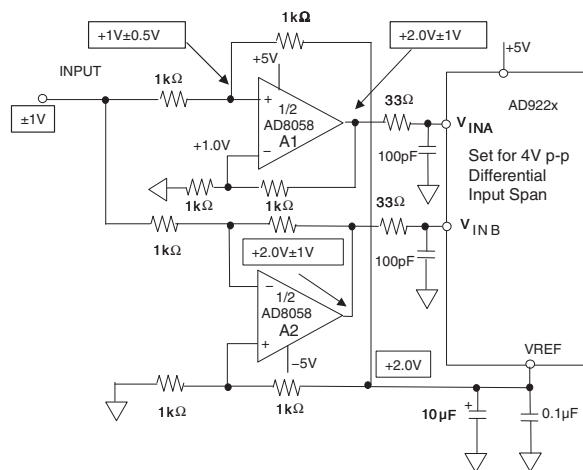 1kΩ
+1V±0.5V
+2.0V±1V
+5V
+5V
INPUT
1kΩ
33Ω
AD922x
±1V
+
1/2
AD8058
A1
VINA
+1.0V
−
100pF
Set for 4V p-p
Differential
Input Span
1kΩ
1kΩ
33Ω
1kΩ
VINB
+2.0V±1V
100pF
−
1/2
AD8058
A2
+
−5V
VREF
+2.0V
1kΩ
1kΩ
10μF
+
0.1μF